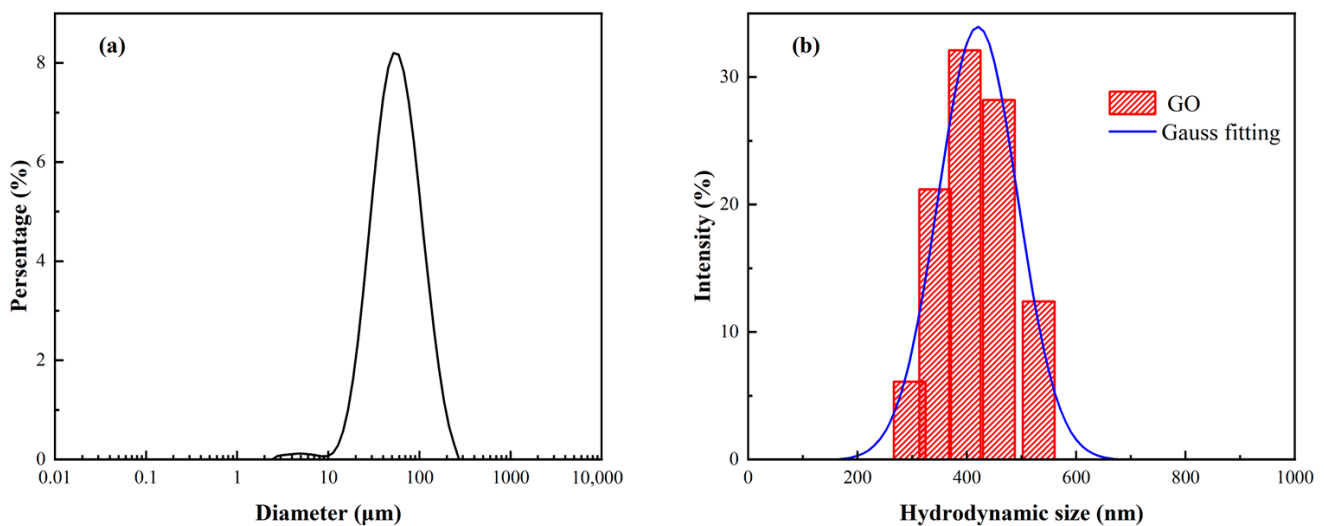 (a)
Persentage (%)
8
6
4
2
0
0.01 0.1 1 10 100 1000 10,000
Diameter (μm)
(b)
Intensity (%)
30
20
10
0
GO
Gauss fitting
0 200 400 600 800 1000
Hydrodynamic size (nm)